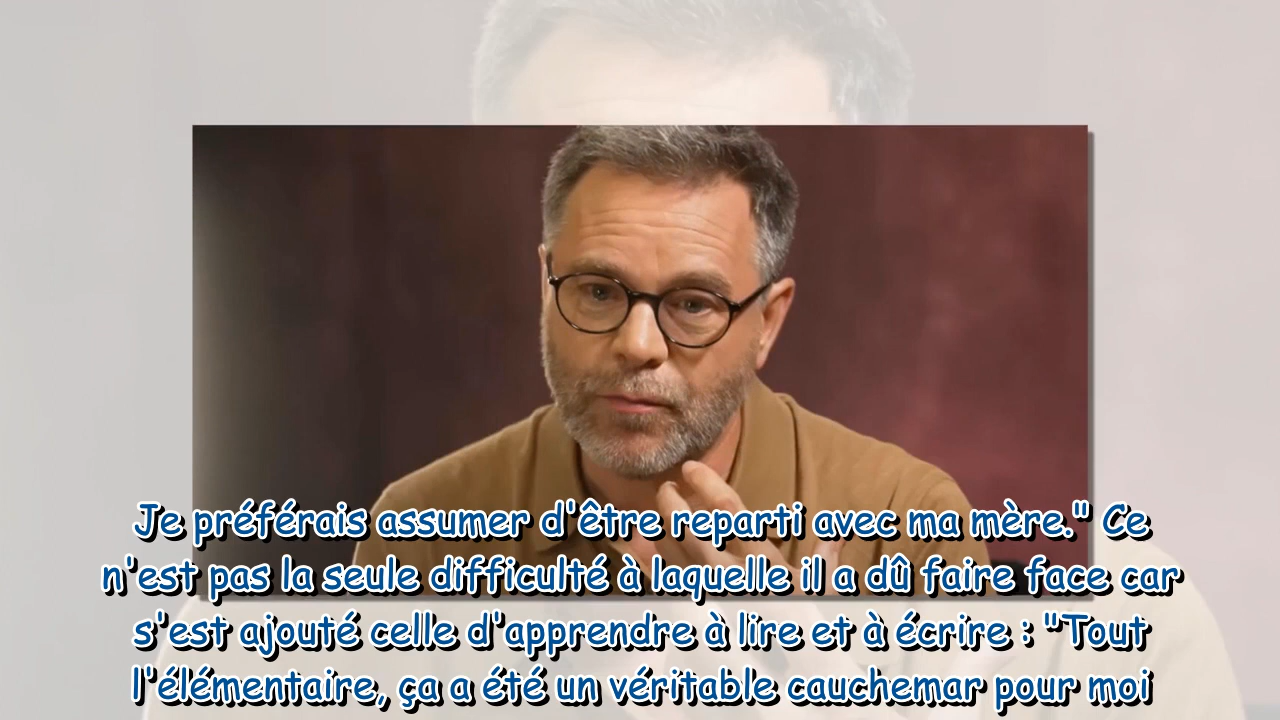 Je préférais assumer d'être reparti avec ma mère." Ce
n'est pas la seule difficulté à laquelle il a dû faire face car
s'est ajouté celle d'apprendre à lire et à écrire : "Tout
l'élémentaire, ça a été un véritable cauchemar pour moi